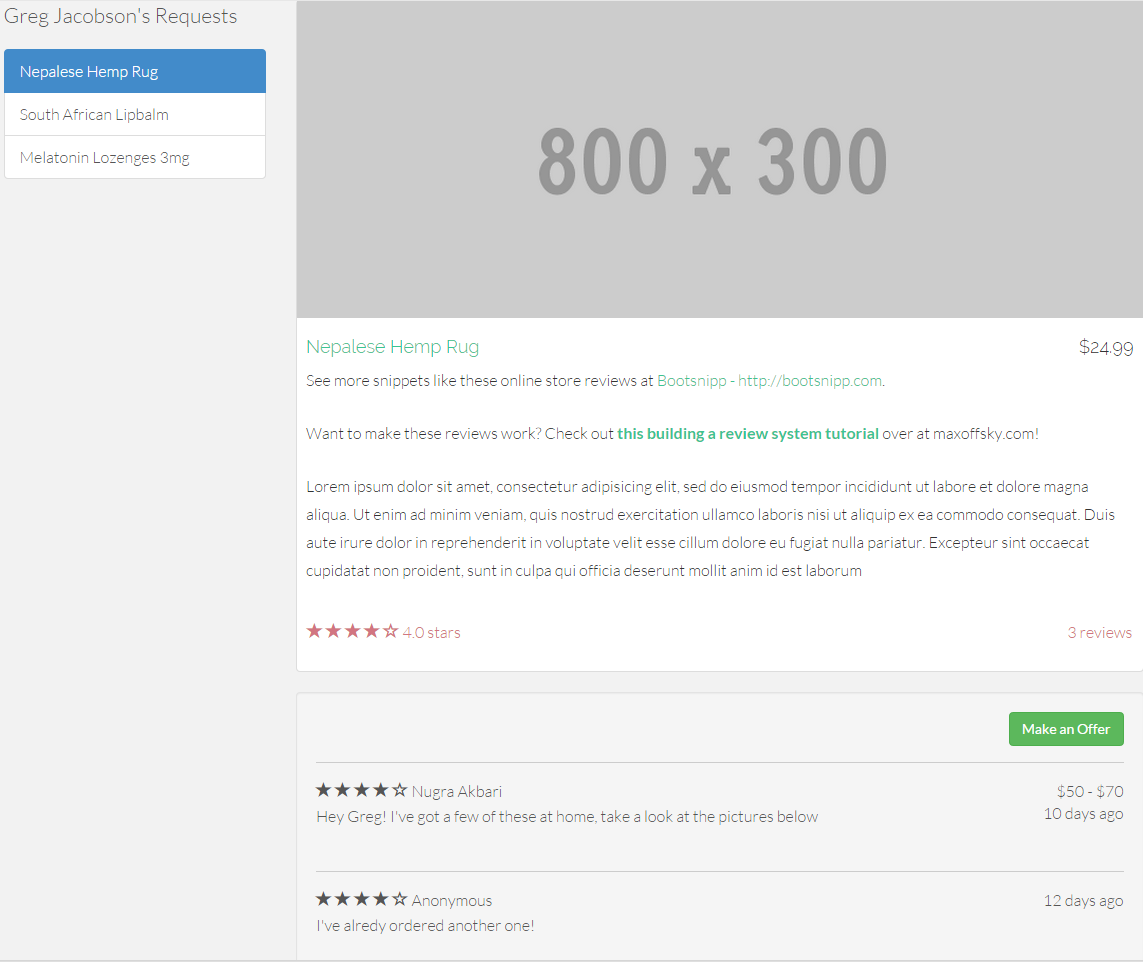 Greg Jacobson's Requests
Nepalese Hemp Rug
South African Lipbalm
Melatonin Lozenges 3mg
800 x 300
Nepalese Hemp Rug $24.99
See more snippets like these online store reviews at Bootsnipp - http://bootsnipp.com.
Want to make these reviews work? Check out this building a review system tutorial over at maxoffsky.com!
Lorem ipsum dolor sit amet, consectetur adipisicing elit, sed do eiusmod tempor incididunt ut labore et dolore magna
aliqua. Ut enim ad minim veniam, quis nostrud exercitation ullamco laboris nisi ut aliquip ex ea commodo consequat. Duis
aute irure dolor in reprehenderit in voluptate velit esse cillum dolore eu fugiat nulla pariatur. Excepteur sint occaecat
cupidatat non proident, sunt in culpa qui officia deserunt mollit anim id est laborum
★★★★☆ 4.0 stars 3 reviews
Make an Offer
★★★★☆ Nugra Akbari $50 - $70
Hey Greg! I've got a few of these at home, take a look at the pictures below 10 days ago
★★★★☆ Anonymous 12 days ago
I've alredy ordered another one!